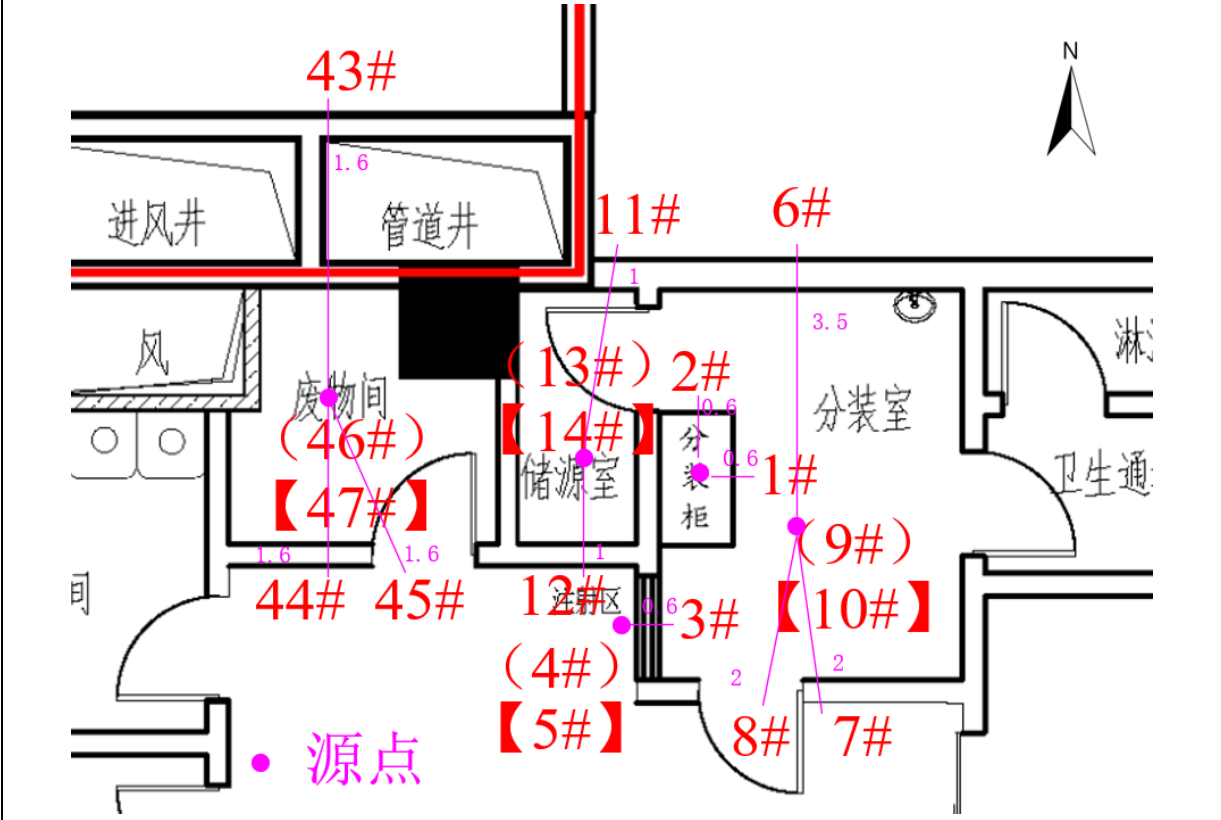 N
43#
1.6
进风井
管道井
11#
6#
1
3.5
风
废物间
(46#)
【47#】
(13#)
【14#】
储源室
2#
0.6
分装室
分装柜
0.6
1#
卫生通
(9#)
【10#】
1.6
1.6
1
44#
45#
12#
注射区
0.6
3#
间
(4#)
【5#】
2
2
8#
7#
源点